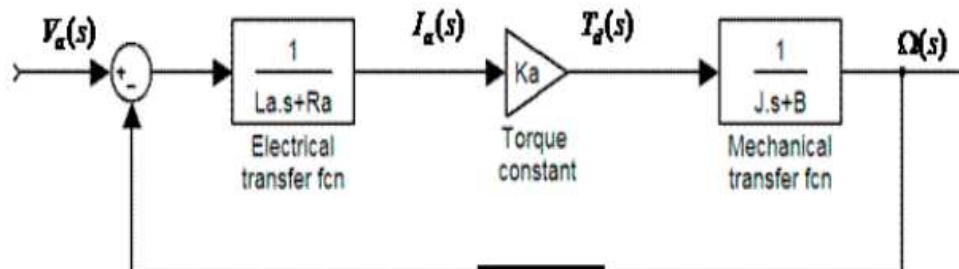 Va(s)
Ia(s)
Td(s)
Ω(s)
+
-
1
La.s+Ra
Ka
1
J.s+B
Electrical
transfer fcn
Torque
constant
Mechanical
transfer fcn